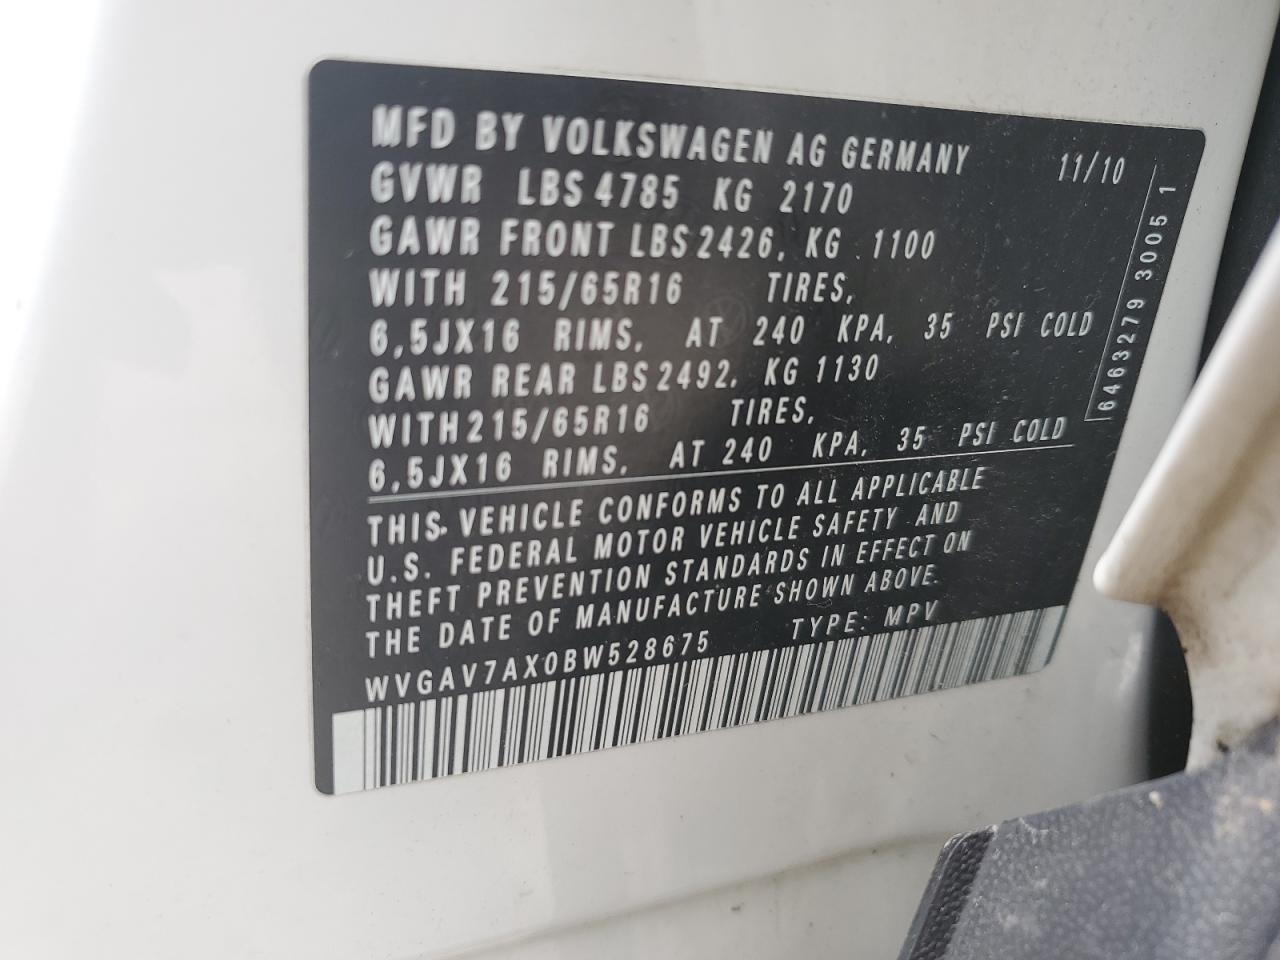 MFD BY VOLKSWAGEN AG GERMANY 11/10
GVWR LBS 4785 KG 2170
GAWR FRONT LBS 2426, KG 1100
WITH 215/65R16 TIRES,
6,5JX16 RIMS, AT 240 KPA, 35 PSI COLD
GAWR REAR LBS 2492, KG 1130
WITH 215/65R16 TIRES,
6,5JX16 RIMS, AT 240 KPA, 35 PSI COLD
THIS VEHICLE CONFORMS TO ALL APPLICABLE
U.S. FEDERAL MOTOR VEHICLE SAFETY AND
THEFT PREVENTION STANDARDS IN EFFECT ON
THE DATE OF MANUFACTURE SHOWN ABOVE.
WVGAV7AX0BW528675 TYPE: MPV
6463279 3005 1